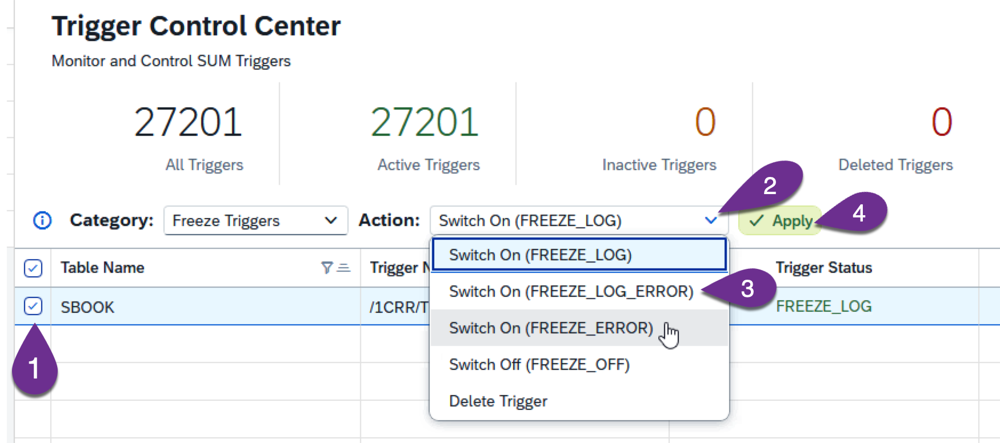 Trigger Control Center
Monitor and Control SUM Triggers
27201 27201 0 0
All Triggers Active Triggers Inactive Triggers Deleted Triggers
2
Category: Freeze Triggers Action: Switch On (FREEZE_LOG) Apply 4
Switch On (FREEZE_LOG)
Table Name Trigger Trigger Status
Switch On (FREEZE_LOG_ERROR) 3
SBOOK /1CRR/T FREEZE_LOG
Switch On (FREEZE_ERROR)
Switch Off (FREEZE_OFF)
1
Delete Trigger